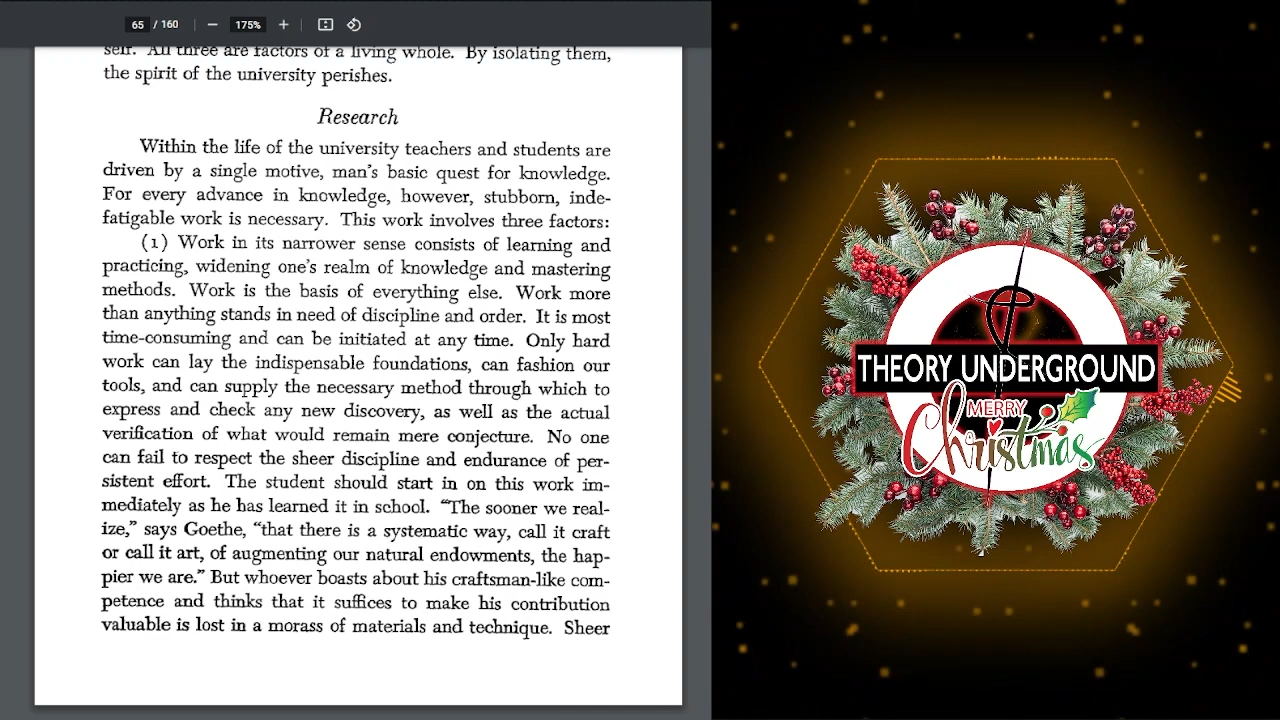 65 / 160
175%
self. All three are factors of a living whole. By isolating them,
the spirit of the university perishes.
Research
Within the life of the university teachers and students are
driven by a single motive, man's basic quest for knowledge.
For every advance in knowledge, however, stubborn, inde-
fatigable work is necessary. This work involves three factors:
(1) Work in its narrower sense consists of learning and
practicing, widening one's realm of knowledge and mastering
methods. Work is the basis of everything else. Work more
than anything stands in need of discipline and order. It is most
time-consuming and can be initiated at any time. Only hard
work can lay the indispensable foundations, can fashion our
tools, and can supply the necessary method through which to
express and check any new discovery, as well as the actual
verification of what would remain mere conjecture. No one
can fail to respect the sheer discipline and endurance of per-
sistent effort. The student should start in on this work im-
mediately as he has learned it in school. "The sooner we real-
ize," says Goethe, "that there is a systematic way, call it craft
or call it art, of augmenting our natural endowments, the hap-
pier we are." But whoever boasts about his craftsman-like com-
petence and thinks that it suffices to make his contribution
valuable is lost in a morass of materials and technique. Sheer
THEORY UNDERGROUND
MERRY
Christmas